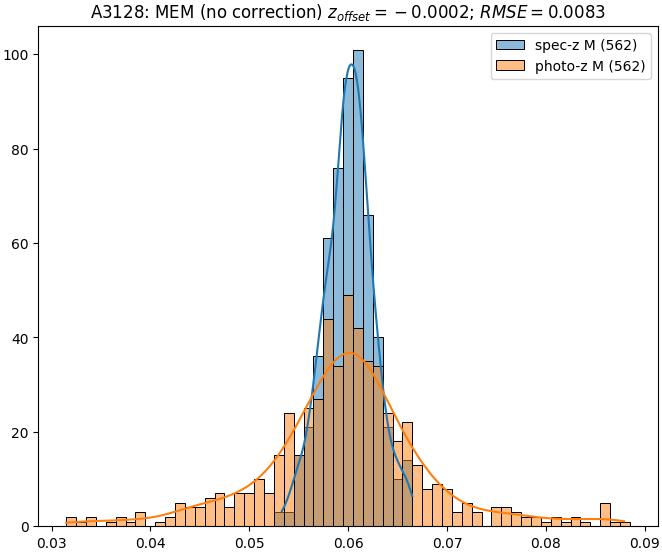 A3128: MEM (no correction) z_offset = −0.0002; RMSE = 0.0083
spec-z M (562)
photo-z M (562)
100
80
60
40
20
0
0.03 0.04 0.05 0.06 0.07 0.08 0.09